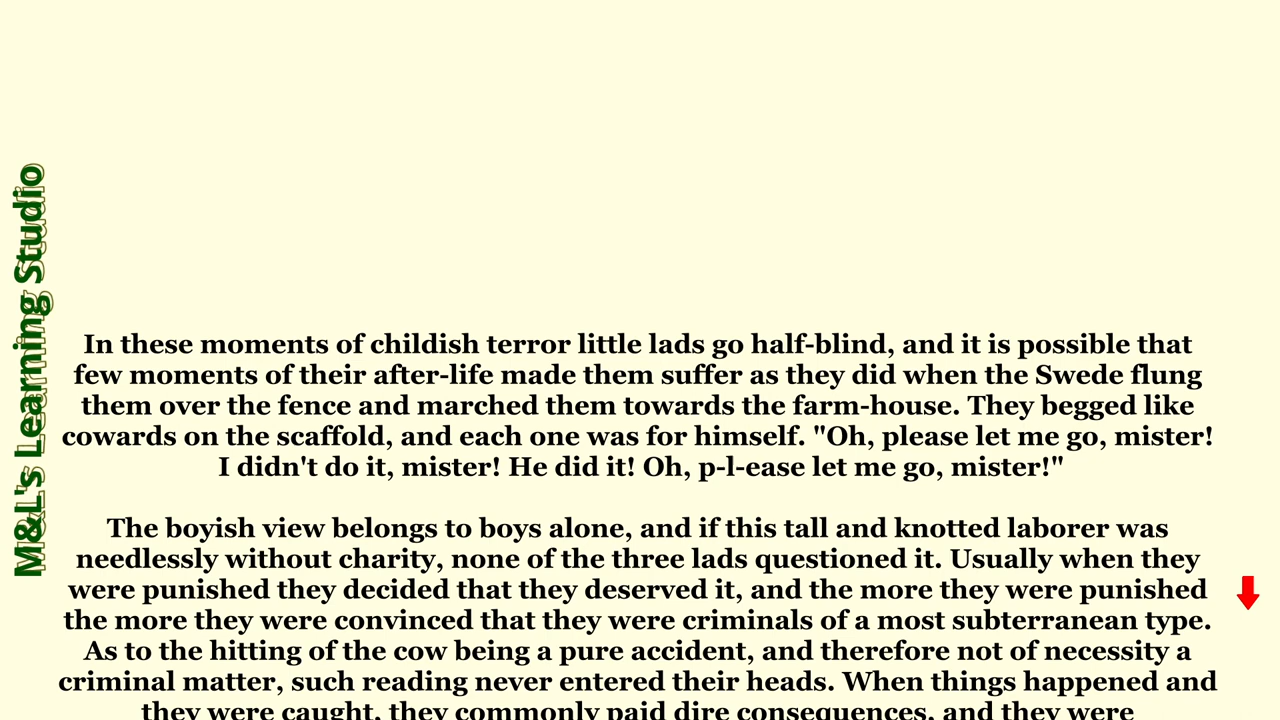 M&L's Learning Studio
In these moments of childish terror little lads go half-blind, and it is possible that
few moments of their after-life made them suffer as they did when the Swede flung
them over the fence and marched them towards the farm-house. They begged like
cowards on the scaffold, and each one was for himself. "Oh, please let me go, mister!
I didn't do it, mister! He did it! Oh, p-l-ease let me go, mister!"
The boyish view belongs to boys alone, and if this tall and knotted laborer was
needlessly without charity, none of the three lads questioned it. Usually when they
were punished they decided that they deserved it, and the more they were punished
the more they were convinced that they were criminals of a most subterranean type.
As to the hitting of the cow being a pure accident, and therefore not of necessity a
criminal matter, such reading never entered their heads. When things happened and
they were caught, they commonly paid dire consequences, and they were